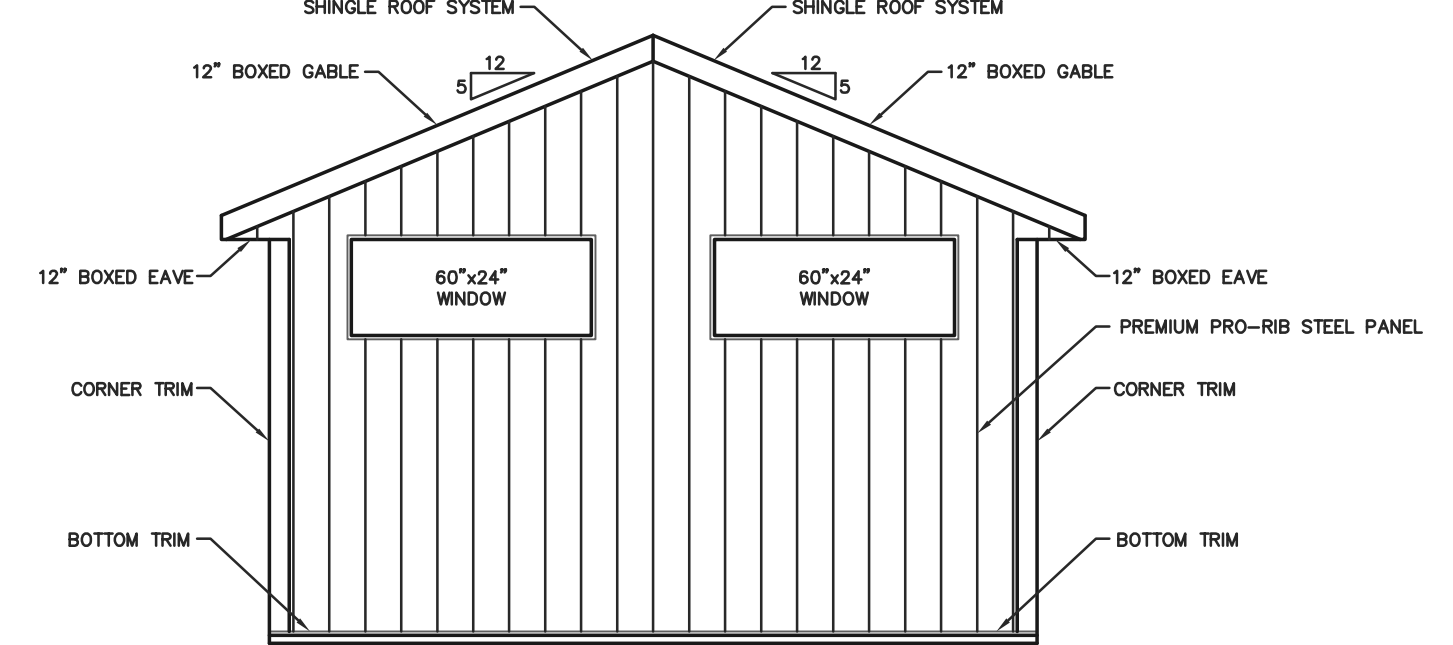 SHINGLE ROOF SYSTEM
SHINGLE ROOF SYSTEM
12" BOXED GABLE
12
5
12
5
12" BOXED GABLE
60"x24"
WINDOW
60"x24"
WINDOW
12" BOXED EAVE
12" BOXED EAVE
PREMIUM PRO-RIB STEEL PANEL
CORNER TRIM
CORNER TRIM
BOTTOM TRIM
BOTTOM TRIM